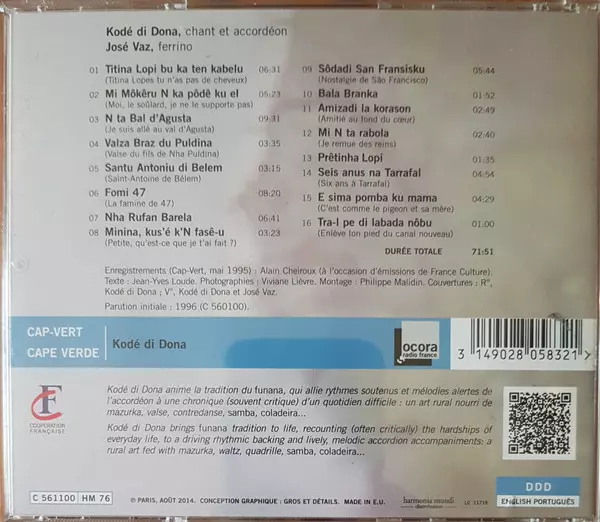 Kodé di Dona, chant et accordéon
José Vaz, ferrino
01 Titina Lopi bu ka ten kabelu 06:31
(Titina Lopes tu n'as pas de cheveux)
02 Mi Mökêru N ka pôdê ku el 05:23
(Moi, le soûlard, je ne le supporte pas)
03 N ta Bal d'Agusta 09:31
(Je suis allé au val d'Agusta)
04 Valza Braz du Puldina 03:35
(Valse du fils de Nha Puldina)
05 Santu Antoniu di Belem 03:15
(Saint-Antoine de Bélem)
06 Fomi 47 08:20
(La famine de 47)
07 Nha Rufan Barela 06:41
08 Minina, kus'é k'N fasê-u 03:23
(Petite, qu'est-ce que je t'ai fait ?)
09 Sôdadi San Fransisku 05:44
(Nostalgie de São Francisco)
10 Bala Branka 01:52
11 Amizadi la korason 02:49
(Amitié au fond du cœur)
12 Mi N ta rabola 02:40
(Je remue des reins)
13 Prêtinha Lopi 01:35
14 Seis anus na Tarrafal 04:54
(Six ans à Tarrafal)
15 E sima pomba ku mama 04:29
(C'est comme le pigeon et sa mère)
16 Tra-l pe di labada nôbu 01:00
(Enlève ton pied du canal nouveau)
DURÉE TOTALE 71:51
Enregistrements (Cap-Vert, mai 1995) : Alain Cheiroux (à l'occasion d'émissions de France Culture).
Texte : Jean-Yves Loude. Photographies : Viviane Lièvre. Montage : Philippe Malidin. Couvertures : R°,
Kodé di Dona ; V°, Kodé di Dona et José Vaz.
Parution initiale : 1996 (C 560100).
CAP-VERT
CAPE VERDE
Kodé di Dona
ocora
radio france
3 149028 058321
COOPÉRATION
FRANÇAISE
Kodé di Dona anime la tradition du funana, qui allie rythmes soutenus et mélodies alertes de
l'accordéon à une chronique (souvent critique) d'un quotidien difficile : un art rural nourri de
mazurka, valse, contredanse, samba, coladeira...
Kodé di Dona brings funana tradition to life, recounting (often critically) the hardships of
everyday life, to a driving rhythmic backing and lively, melodic accordion accompaniments: a
rural art fed with mazurka, waltz, quadrille, samba, coladeira...
DDD
ENGLISH PORTUGUÊS
C 561100 HM 76
℗ © PARIS, AOÛT 2014. CONCEPTION GRAPHIQUE : GROS ET DÉTAILS. MADE IN E.U.
harmonia mundi
distribution